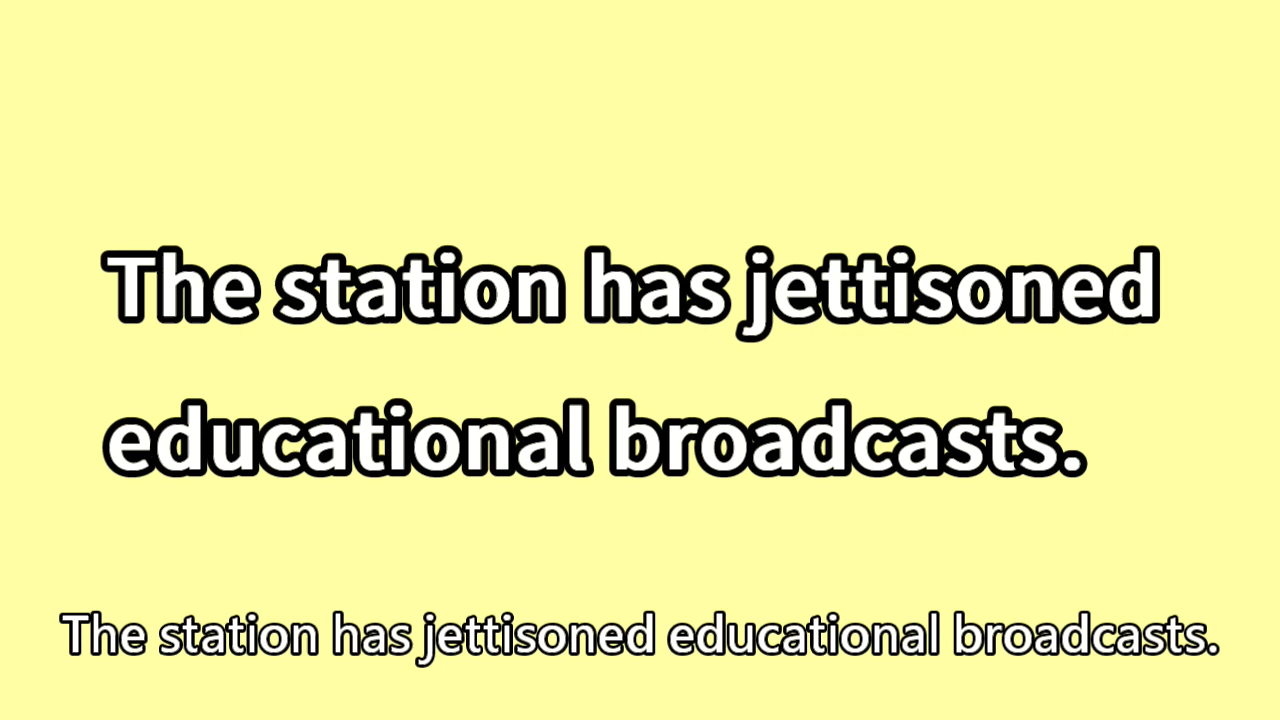 The station has jettisoned
educational broadcasts.
The station has jettisoned educational broadcasts.